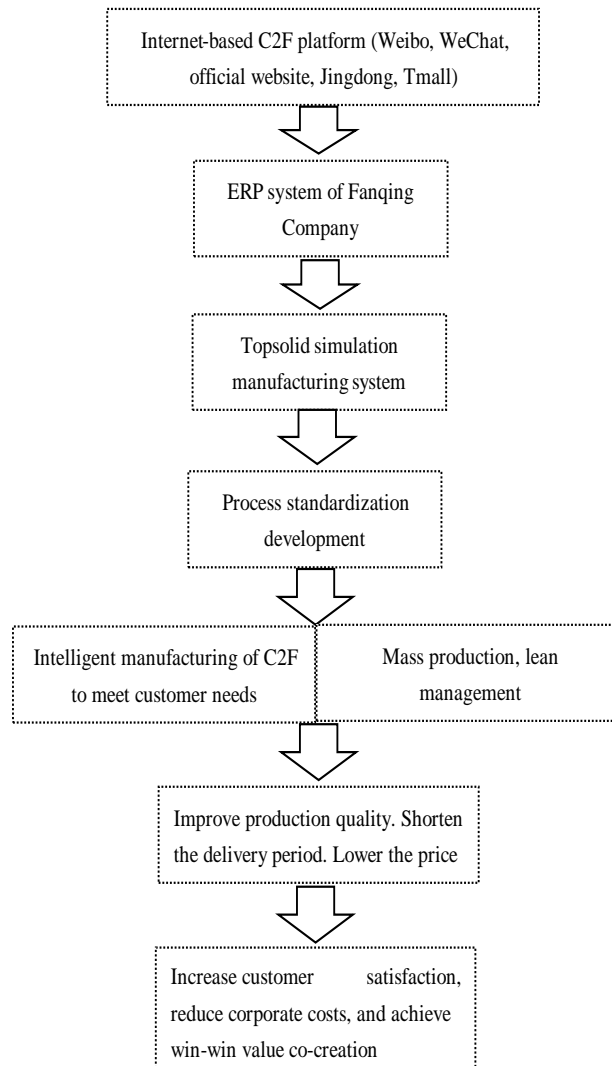 Internet-based C2F platform (Weibo, WeChat,
official website, Jingdong, Tmall)
ERP system of Fanqing
Company
Topsolid simulation
manufacturing system
Process standardization
development
Intelligent manufacturing of C2F
to meet customer needs
Mass production, lean
management
Improve production quality. Shorten
the delivery period. Lower the price
Increase customer satisfaction,
reduce corporate costs, and achieve
win-win value co-creation